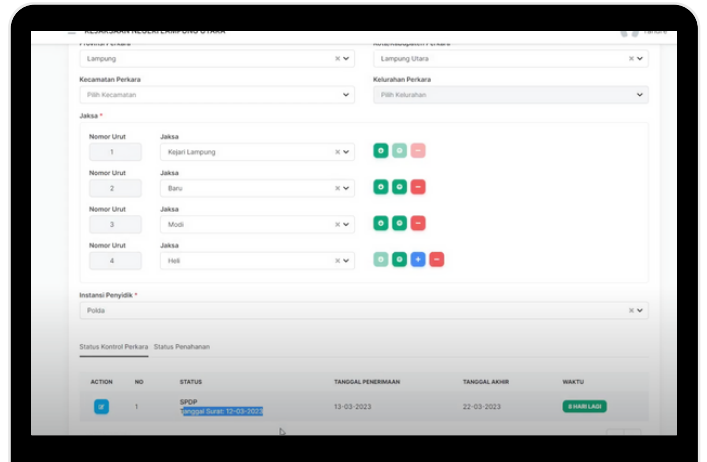 KEJAKSAAN NEGERI LAMPUNG UTARA
Provinsi Perkara Kota/Kabupaten Perkara
Lampung Lampung Utara
Kecamatan Perkara Kelurahan Perkara
Pilih Kecamatan Pilih Kelurahan
Jaksa *
Nomor Urut Jaksa
1 Kejari Lampung
Nomor Urut Jaksa
2 Baru
Nomor Urut Jaksa
3 Modi
Nomor Urut Jaksa
4 Heli
Instansi Penyidik *
Polda
Status Kontrol Perkara Status Penahanan
ACTION NO STATUS TANGGAL PENERIMAAN TANGGAL AKHIR WAKTU
1 SPDP 13-03-2023 22-03-2023 8 HARI LAGI
Tanggal Surat: 12-03-2023